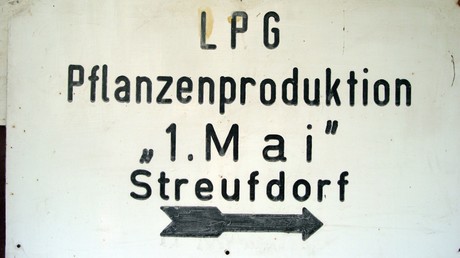 LPG
Pflanzenproduktion
„1. Mai”
Streufdorf